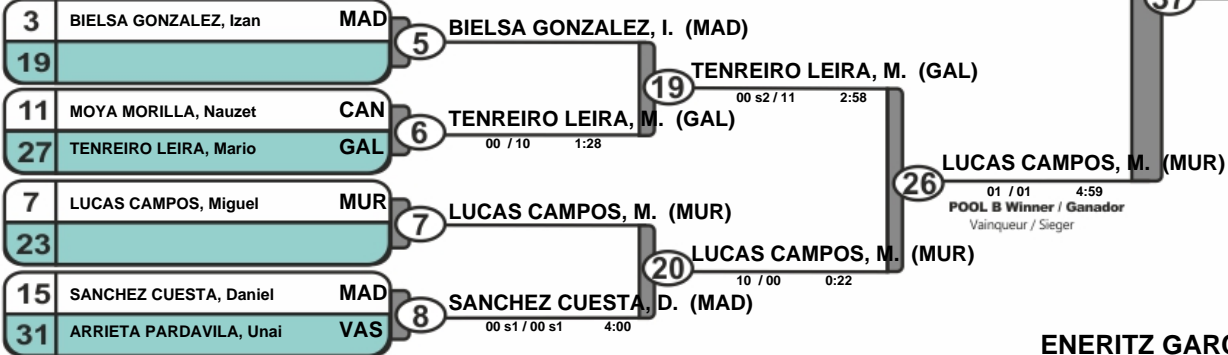 3 BIELSA GONZALEZ, Izan MAD
19
5 BIELSA GONZALEZ, I. (MAD)
11 MOYA MORILLA, Nauzet CAN
27 TENREIRO LEIRA, Mario GAL
6 TENREIRO LEIRA, M. (GAL)
00 / 10 1:28
19 TENREIRO LEIRA, M. (GAL)
00 s2 / 11 2:58
7 LUCAS CAMPOS, Miguel MUR
23
7 LUCAS CAMPOS, M. (MUR)
15 SANCHEZ CUESTA, Daniel MAD
31 ARRIETA PARDAVILA, Unai VAS
8 SANCHEZ CUESTA, D. (MAD)
00 s1 / 00 s1 4:00
20 LUCAS CAMPOS, M. (MUR)
10 / 00 0:22
26 LUCAS CAMPOS, M. (MUR)
01 / 01 4:59
POOL B Winner / Ganador
Vainqueur / Sieger
37
ENERITZ